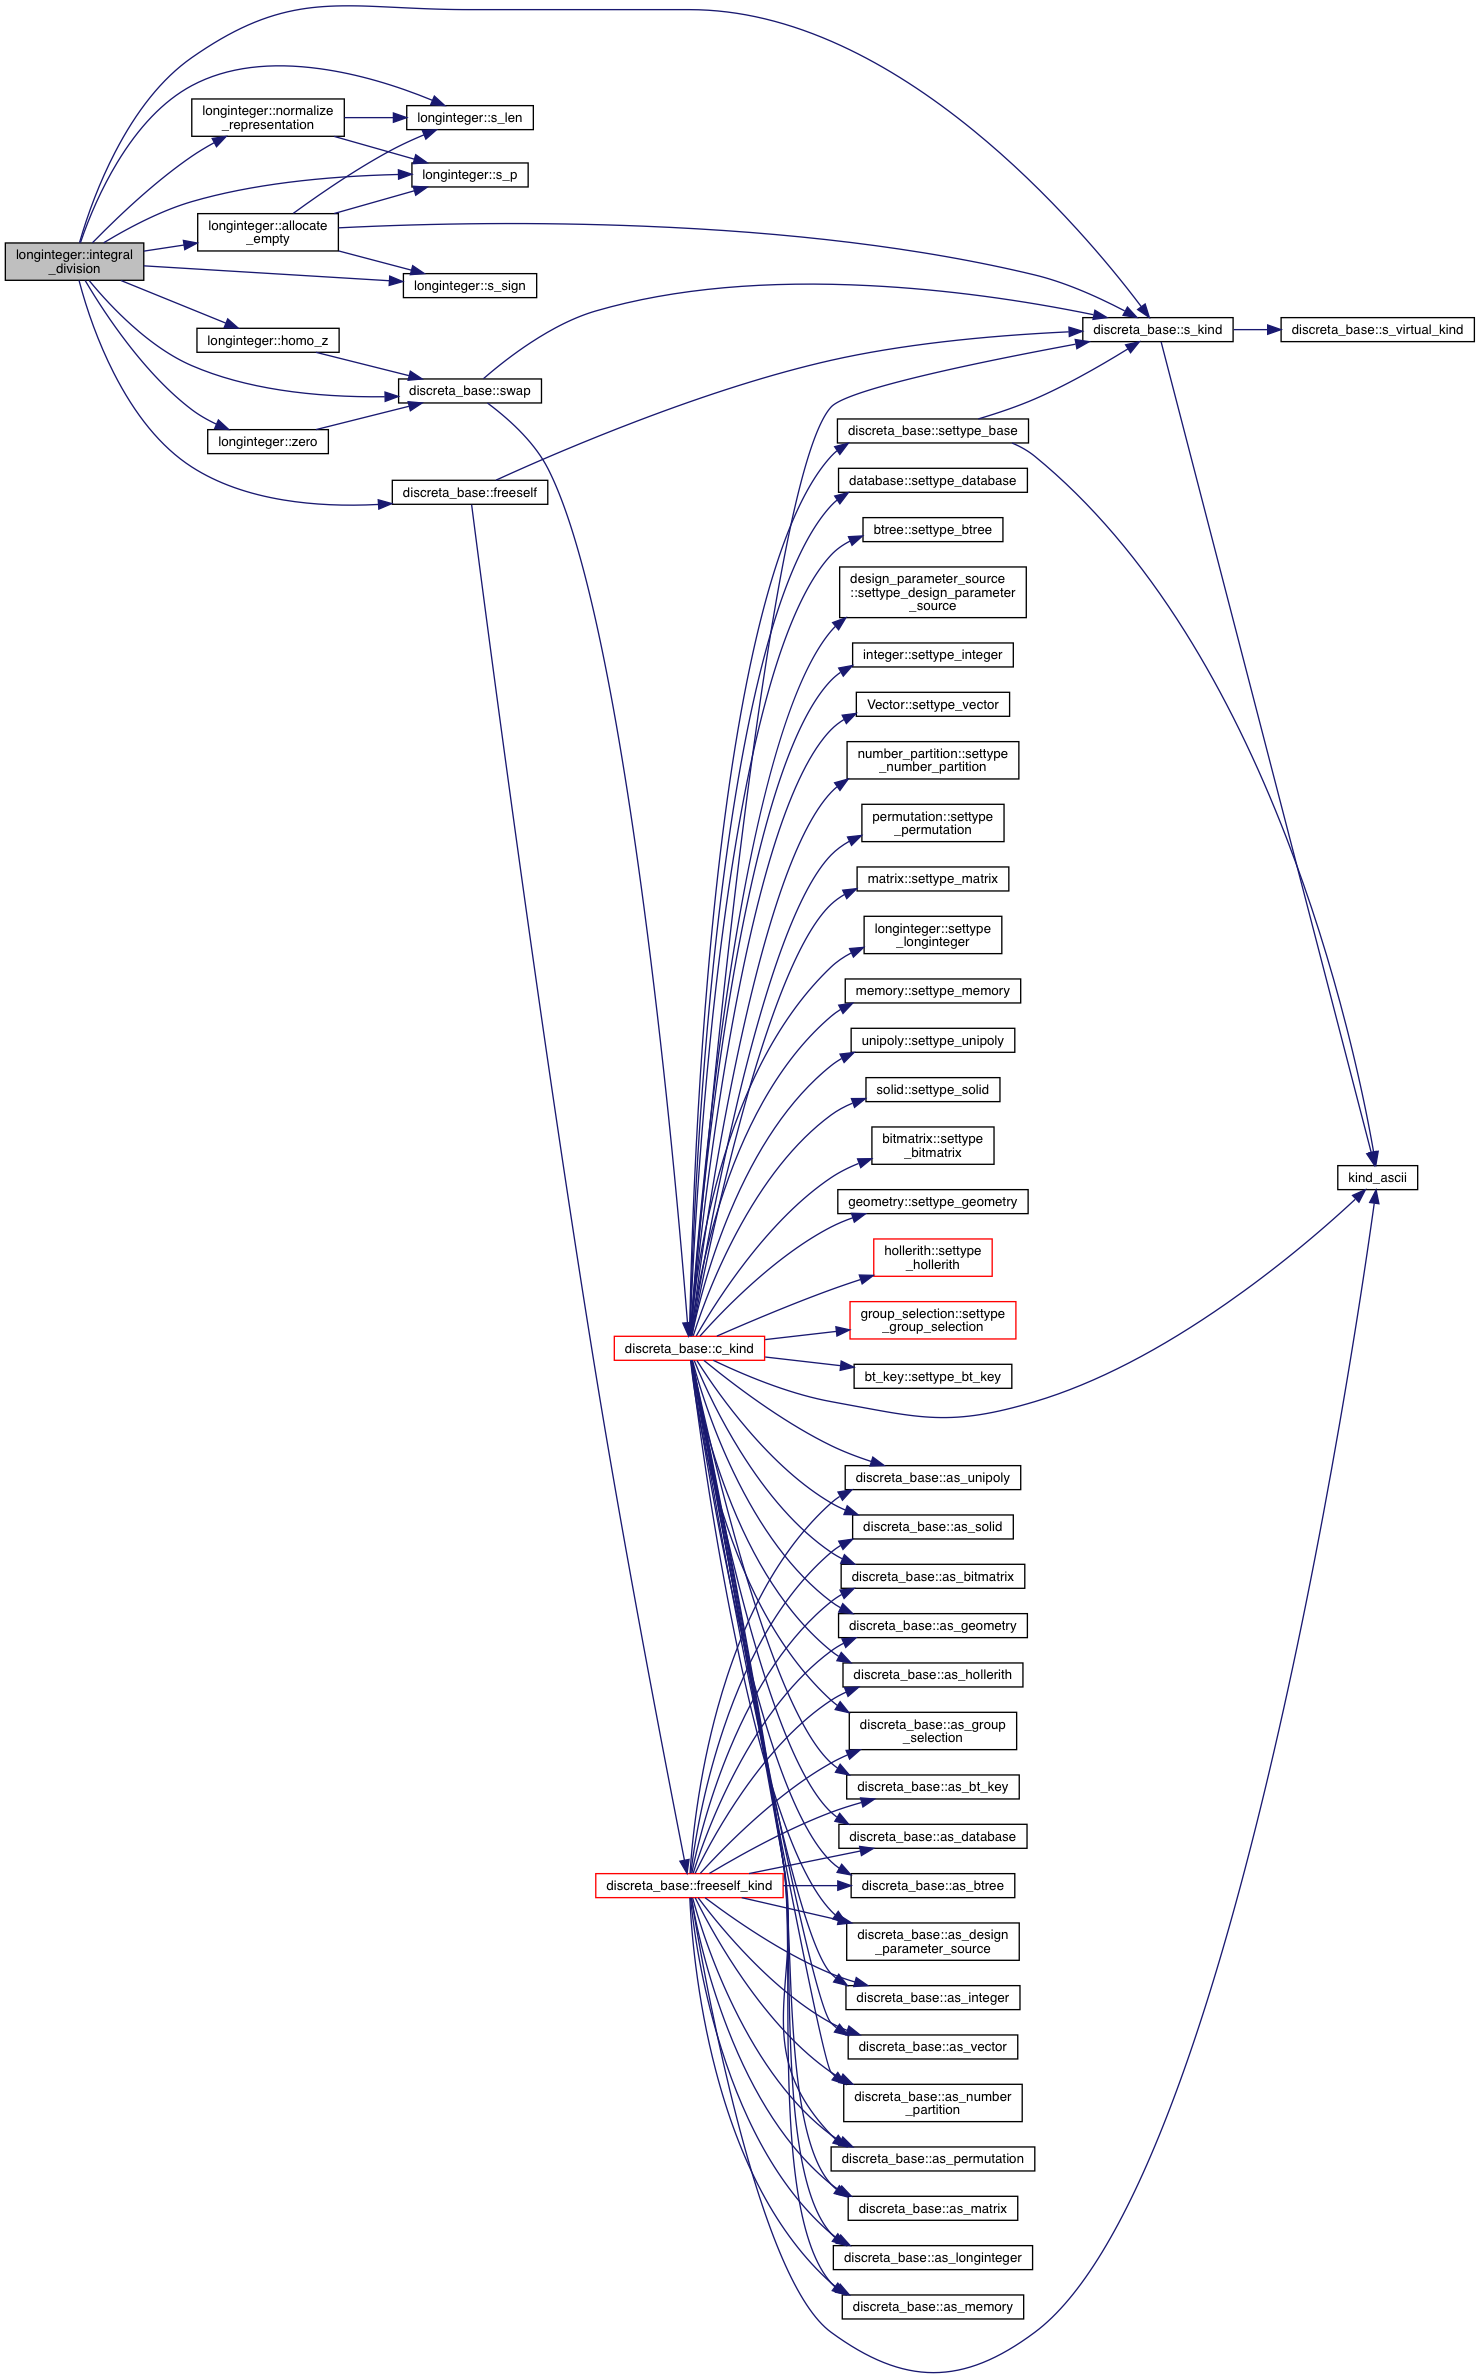 longinteger::integral
_division
longinteger::normalize
_representation
longinteger::s_len
longinteger::s_p
longinteger::allocate
_empty
longinteger::s_sign
longinteger::homo_z
discreta_base::swap
longinteger::zero
discreta_base::freeself
discreta_base::s_kind
discreta_base::s_virtual_kind
discreta_base::settype_base
database::settype_database
btree::settype_btree
design_parameter_source
::settype_design_parameter
_source
integer::settype_integer
Vector::settype_vector
number_partition::settype
_number_partition
permutation::settype
_permutation
matrix::settype_matrix
longinteger::settype
_longinteger
memory::settype_memory
unipoly::settype_unipoly
solid::settype_solid
bitmatrix::settype
_bitmatrix
kind_ascii
geometry::settype_geometry
hollerith::settype
_hollerith
group_selection::settype
_group_selection
discreta_base::c_kind
bt_key::settype_bt_key
discreta_base::as_unipoly
discreta_base::as_solid
discreta_base::as_bitmatrix
discreta_base::as_geometry
discreta_base::as_hollerith
discreta_base::as_group
_selection
discreta_base::as_bt_key
discreta_base::as_database
discreta_base::freeself_kind
discreta_base::as_btree
discreta_base::as_design
_parameter_source
discreta_base::as_integer
discreta_base::as_vector
discreta_base::as_number
_partition
discreta_base::as_permutation
discreta_base::as_matrix
discreta_base::as_longinteger
discreta_base::as_memory